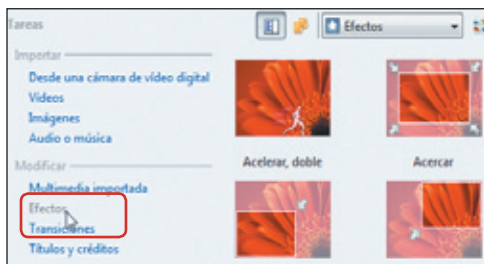 Tareas
Efectos
Importar
Desde una cámara de vídeo digital
Vídeos
Imágenes
Audio o música
Acelerar, doble
Acercar
Modificar
Multimedia importada
Efectos
Transiciones
Títulos y créditos